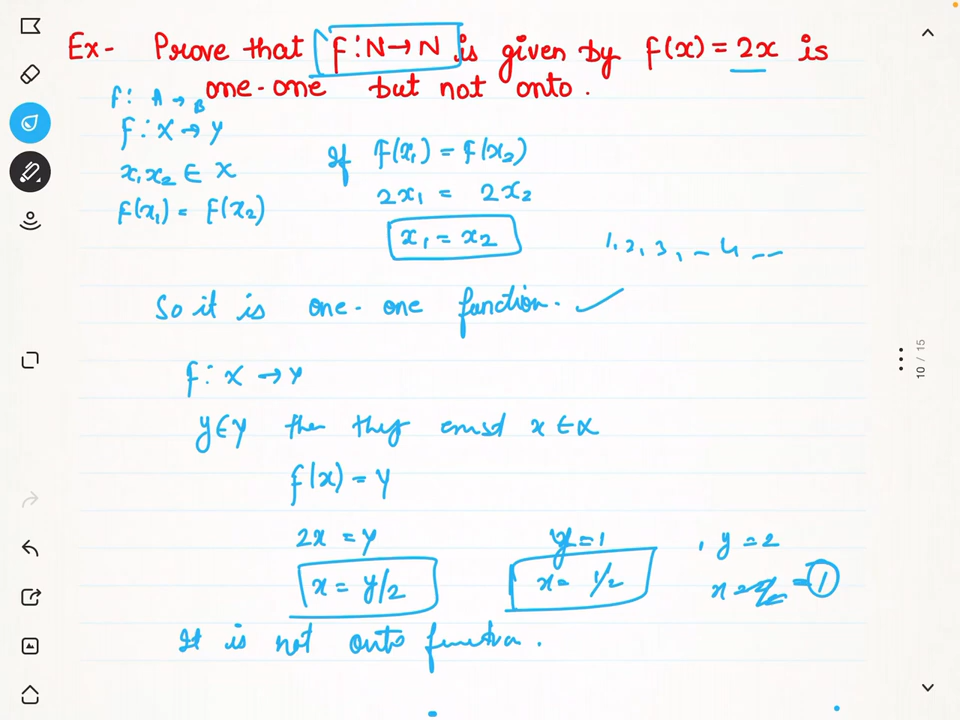 Ex- Prove that f:N→N is given by f(x) = 2x is
one-one but not onto.
f: A → B
f: X → Y
x1 x2 ∈ X
f(x1) = f(x2)
If f(x1) = f(x2)
2x1 = 2x2
x1 = x2
1, 2, 3, - 4 --
So it is one-one function. ✓
f: X → Y
y ∈ Y then they x ∈ X
f(x) = y
2x = y
x = y/2
y = 1
x = 1/2
, y = 2
= 1
It is not onto function.
10 / 15